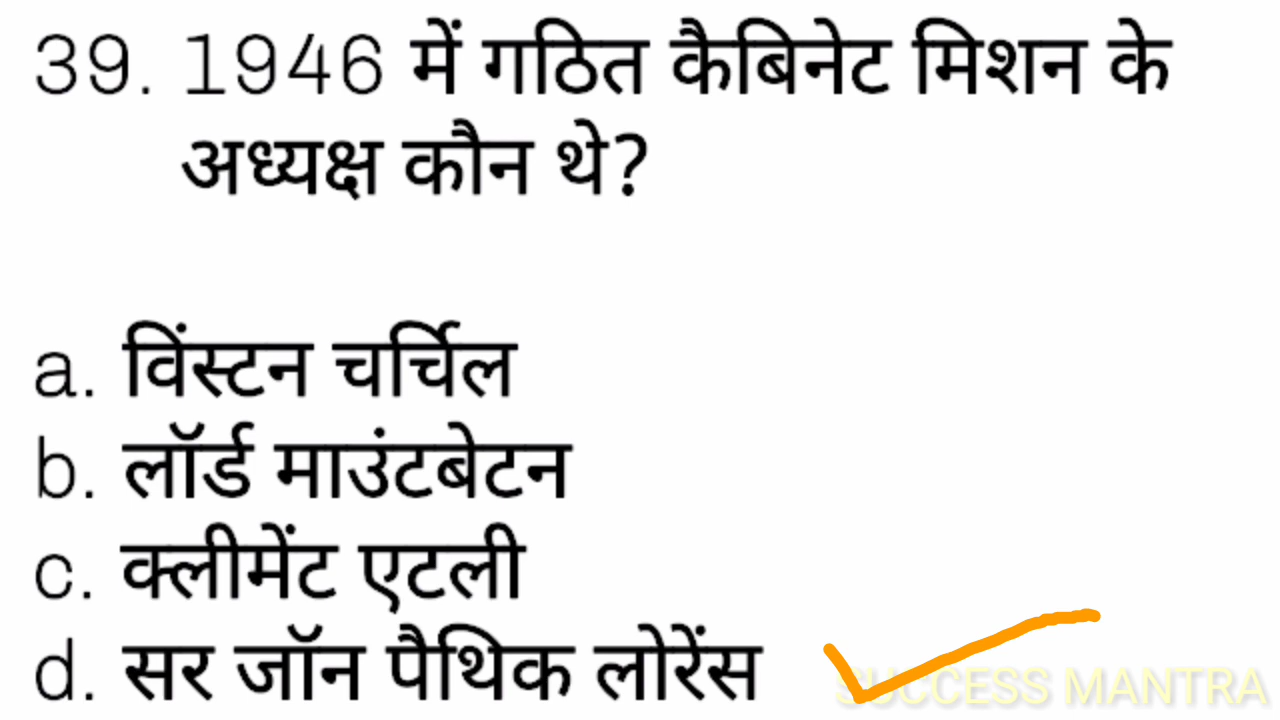 39. 1946 में गठित कैबिनेट मिशन के
अध्यक्ष कौन थे?
a. विंस्टन चर्चिल
b. लॉर्ड माउंटबेटन
c. क्लीमेंट एटली
d. सर जॉन पैथिक लोरेंस
SUCCESS MANTRA